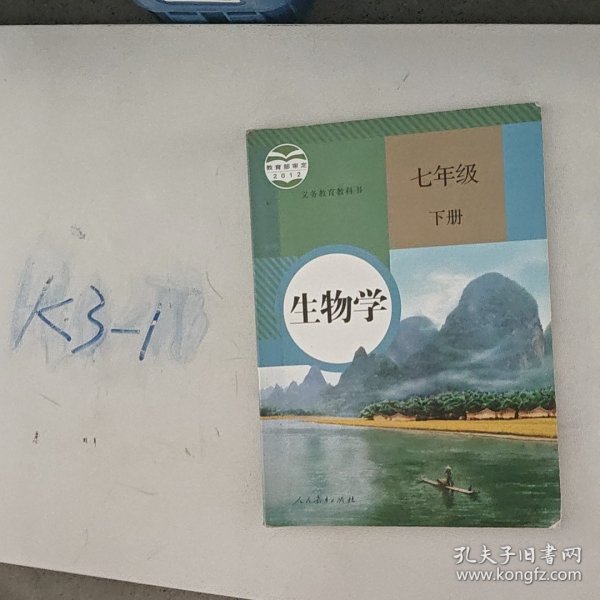 教育部审定
2012
义务教育教科书
七年级
下册
生物学
K3-1
人民教育出版社
孔夫子旧书网
www.kongfz.com